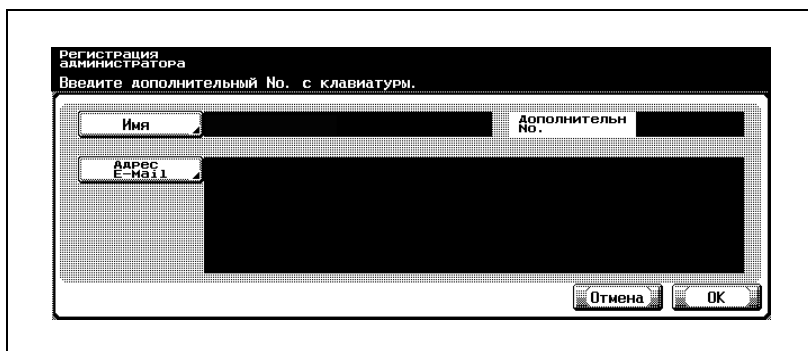 Регистрация
администратора
Введите дополнительный No. с клавиатуры.
Имя
Дополнительн
No.
Адрес
E-Mail
Отмена
OK